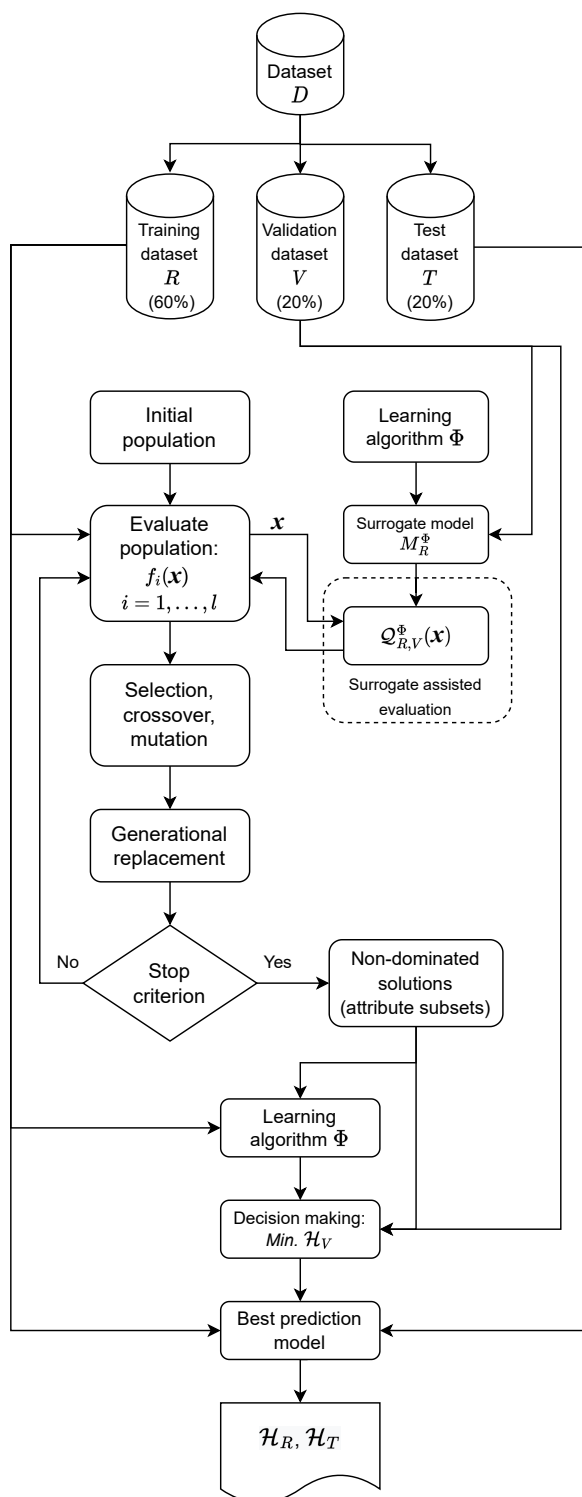 Dataset
D
Training
dataset
R
(60%)
Validation
dataset
V
(20%)
Test
dataset
T
(20%)
Initial
population
Learning
algorithm Φ
Evaluate
population:
f_i(x)
i = 1, . . . , l
x
Surrogate model
M_R^Φ
𝒬_{R,V}^Φ(x)
Surrogate assisted
evaluation
Selection,
crossover,
mutation
Generational
replacement
No
Stop
criterion
Yes
Non-dominated
solutions
(attribute subsets)
Learning
algorithm Φ
Decision making:
Min. ℋ_V
Best prediction
model
ℋ_R, ℋ_T